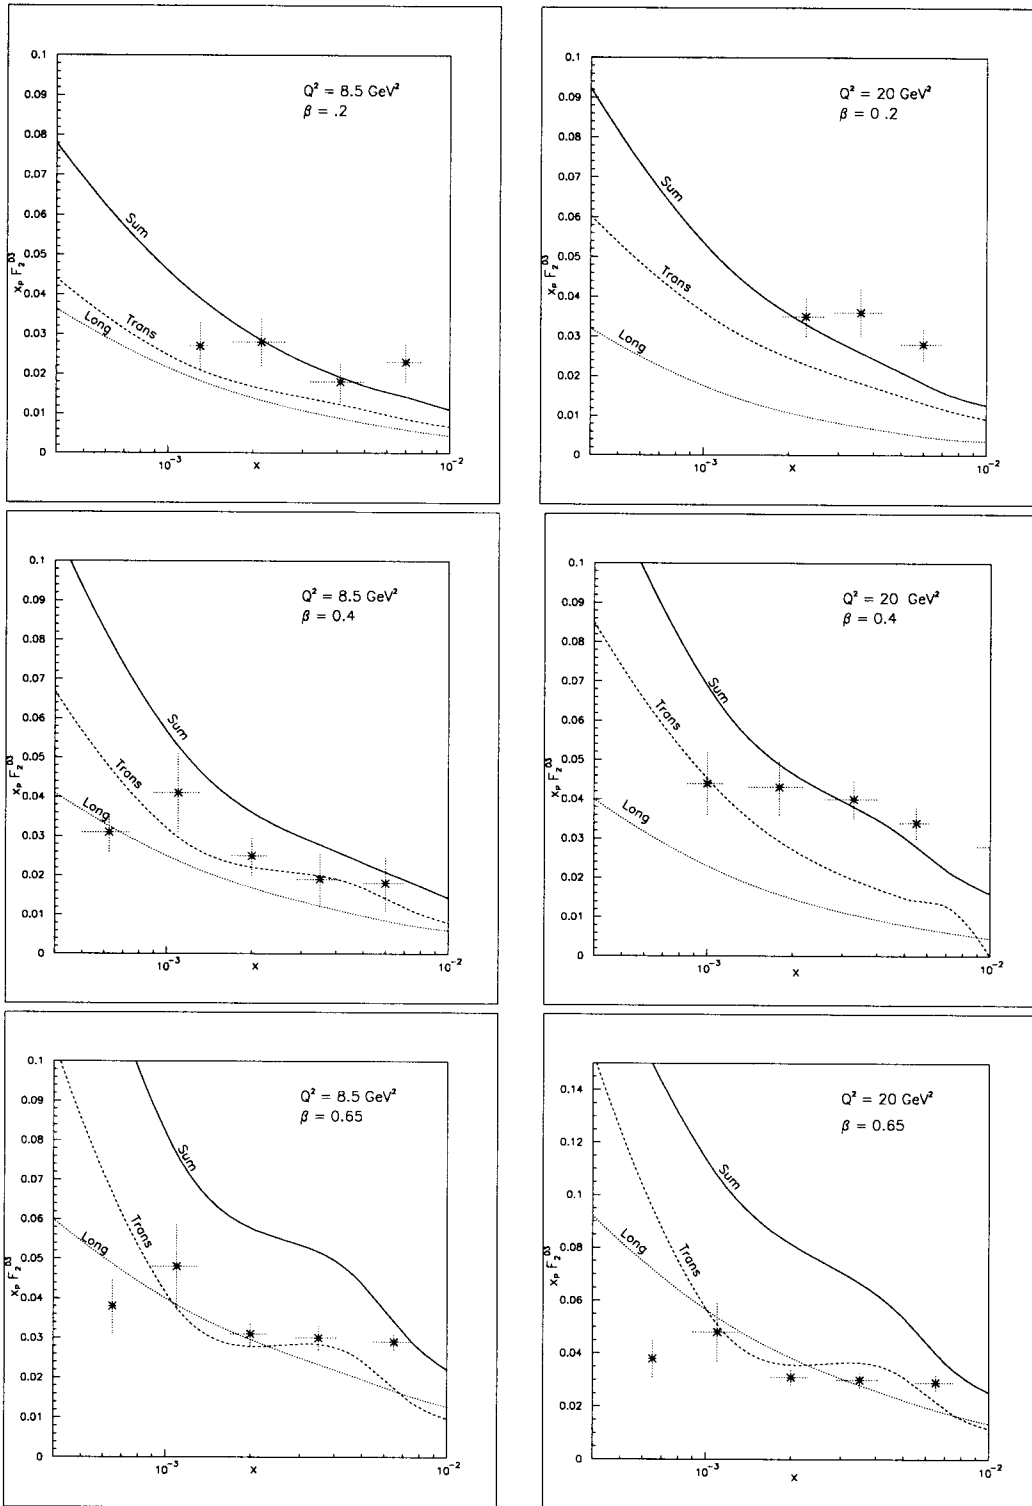 0.1
0.09
0.08
0.07
0.06
0.05
0.04
0.03
0.02
0.01
0
x_P F_2^D3
Q² = 8.5 GeV²
β = .2
Sum
Trans
Long
10⁻³
x
10⁻²
0.1
0.09
0.08
0.07
0.06
0.05
0.04
0.03
0.02
0.01
0
x_P F_2^D3
Q² = 20 GeV²
β = 0 .2
Sum
Trans
Long
10⁻³
x
10⁻²
0.1
0.09
0.08
0.07
0.06
0.05
0.04
0.03
0.02
0.01
0
x_P F_2^D3
Q² = 8.5 GeV²
β = 0.4
Sum
Trans
Long
10⁻³
x
10⁻²
0.1
0.09
0.08
0.07
0.06
0.05
0.04
0.03
0.02
0.01
0
x_P F_2^D3
Q² = 20 GeV²
β = 0.4
Sum
Trans
Long
10⁻³
x
10⁻²
0.1
0.09
0.08
0.07
0.06
0.05
0.04
0.03
0.02
0.01
0
x_P F_2^D3
Q² = 8.5 GeV²
β = 0.65
Sum
Trans
Long
10⁻³
x
10⁻²
0.14
0.12
0.1
0.08
0.06
0.04
0.02
0
x_P F_2^D3
Q² = 20 GeV²
β = 0.65
Sum
Trans
Long
10⁻³
x
10⁻²